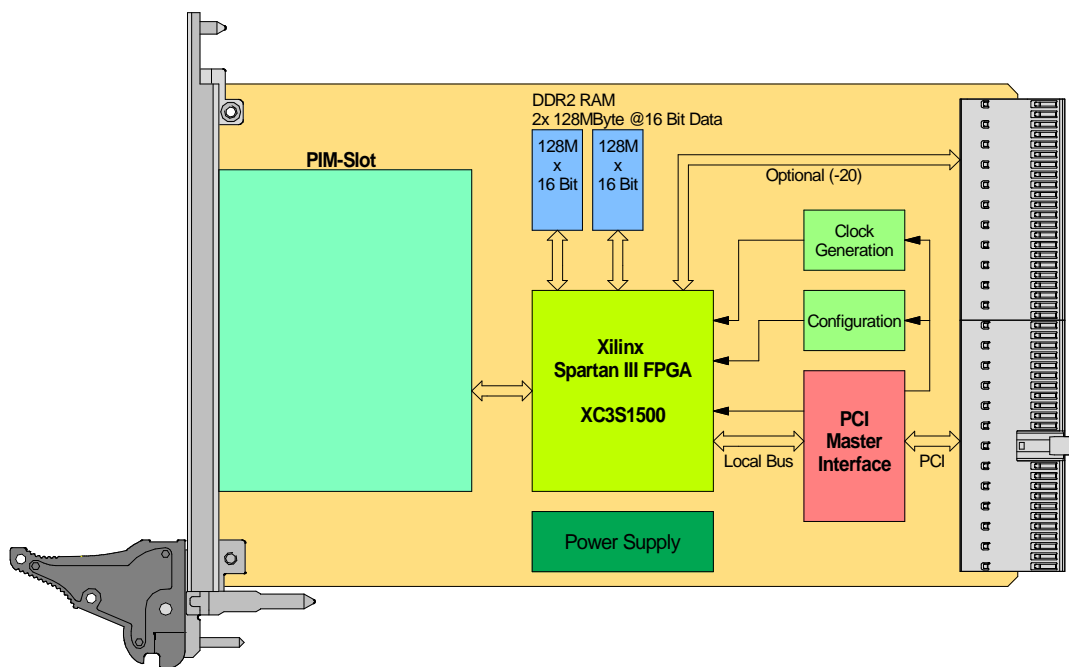 DDR2 RAM
2x 128MByte @16 Bit Data
PIM-Slot
128M
x
16 Bit
128M
x
16 Bit
Optional (-20)
Clock
Generation
Configuration
Xilinx
Spartan III FPGA
XC3S1500
PCI
Master
Interface
Local Bus
PCI
Power Supply